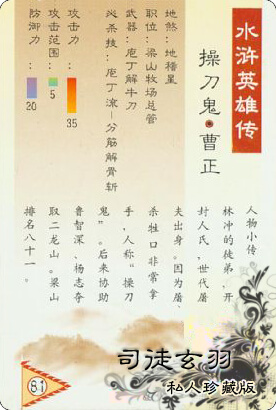 水浒英雄传
操刀鬼·曹正
地煞：地稽星
职位：梁山牧场总管
武器：庖丁解牛刀
必杀技：庖丁流—分筋解骨斩
攻击力：
35
攻击范围：
5
防御力：
20
人物小传
林冲的徒弟，开
封人氏，世代屠
夫出身。因为屠、
杀牲口非常拿
手，人称“操刀
鬼”。后来协助
鲁智深、杨志夺
取二龙山。梁山
排名八十一。
81
司徒玄羽
私人珍藏版